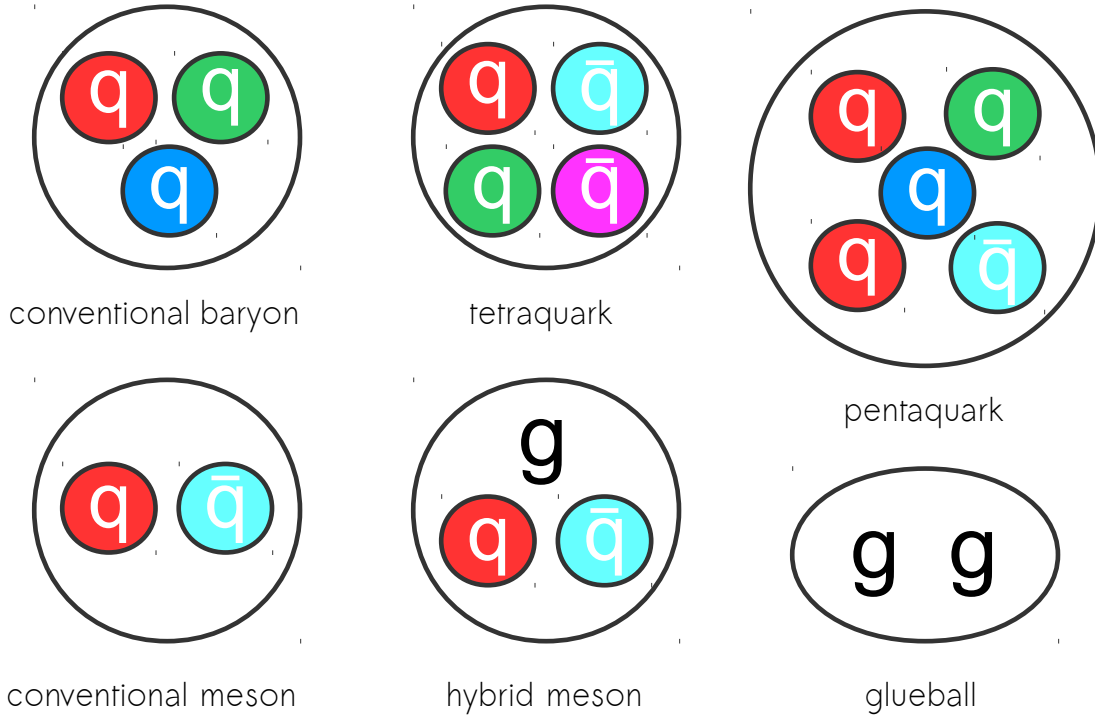 q q
q
conventional baryon
q q̄
q q̄
tetraquark
q q
q
q q̄
pentaquark
q q̄
conventional meson
g
q q̄
hybrid meson
g g
glueball